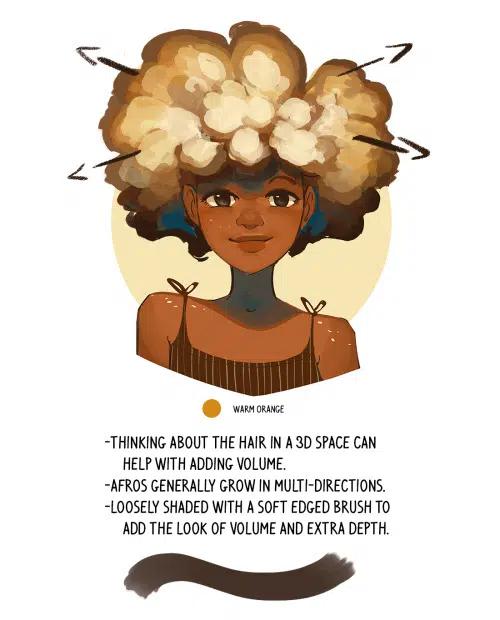 WARM ORANGE
-THINKING ABOUT THE HAIR IN A 3D SPACE CAN
HELP WITH ADDING VOLUME.
-AFROS GENERALLY GROW IN MULTI-DIRECTIONS.
-LOOSELY SHADED WITH A SOFT EDGED BRUSH TO
ADD THE LOOK OF VOLUME AND EXTRA DEPTH.